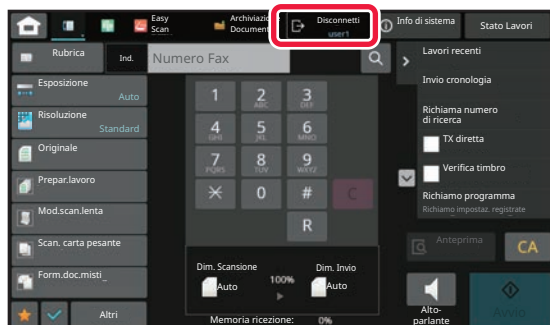 Easy
Scan
Archiviazione
Document
Disconnetti
user1
Info di sistema
Stato Lavori
Rubrica
Ind.
Numero Fax
Lavori recenti
Invio cronologia
Richiama numero
di ricerca
TX diretta
Verifica timbro
Richiamo programma
Richiamo impostaz. registrate
Esposizione
Auto
Risoluzione
Standard
Originale
Prepar.lavoro
Mod.scan.lenta
Scan. carta pesante
Form.doc.misti_
Altri
1
2
ABC
3
DEF
4
GHI
5
JKL
6
MNO
7
PQRS
8
TUV
9
WXYZ
0
#
C
R
Dim. Scansione
100%
Dim. Invio
Auto
Auto
Memoria ricezione: 0%
Anteprima
CA
Alto-
parlante
Avvio